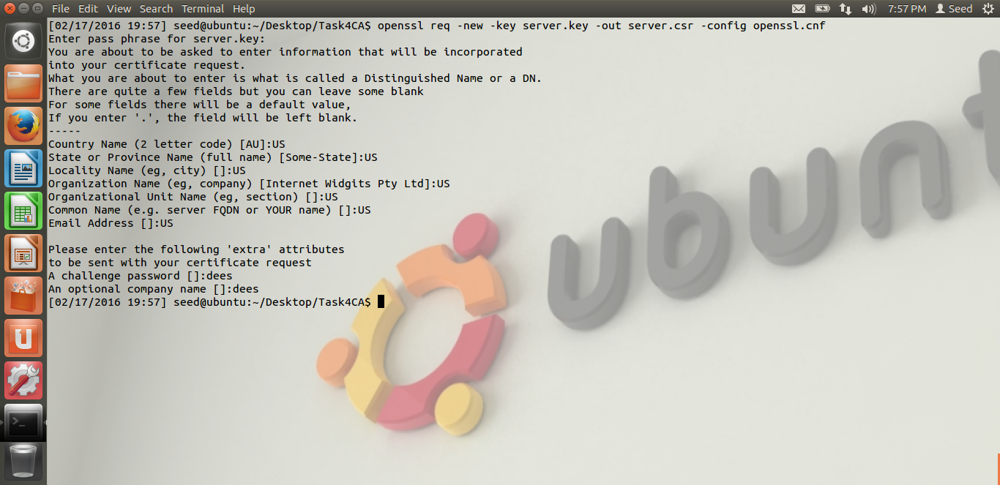 File Edit View Search Terminal Help 7:57 PM Seed
[02/17/2016 19:57] seed@ubuntu:~/Desktop/Task4CA$ openssl req -new -key server.key -out server.csr -config openssl.cnf
Enter pass phrase for server.key:
You are about to be asked to enter information that will be incorporated
into your certificate request.
What you are about to enter is what is called a Distinguished Name or a DN.
There are quite a few fields but you can leave some blank
For some fields there will be a default value,
If you enter '.', the field will be left blank.
-----
Country Name (2 letter code) [AU]:US
State or Province Name (full name) [Some-State]:US
Locality Name (eg, city) []:US
Organization Name (eg, company) [Internet Widgits Pty Ltd]:US
Organizational Unit Name (eg, section) []:US
Common Name (e.g. server FQDN or YOUR name) []:US
Email Address []:US

Please enter the following 'extra' attributes
to be sent with your certificate request
A challenge password []:dees
An optional company name []:dees
[02/17/2016 19:57] seed@ubuntu:~/Desktop/Task4CA$
ubunt